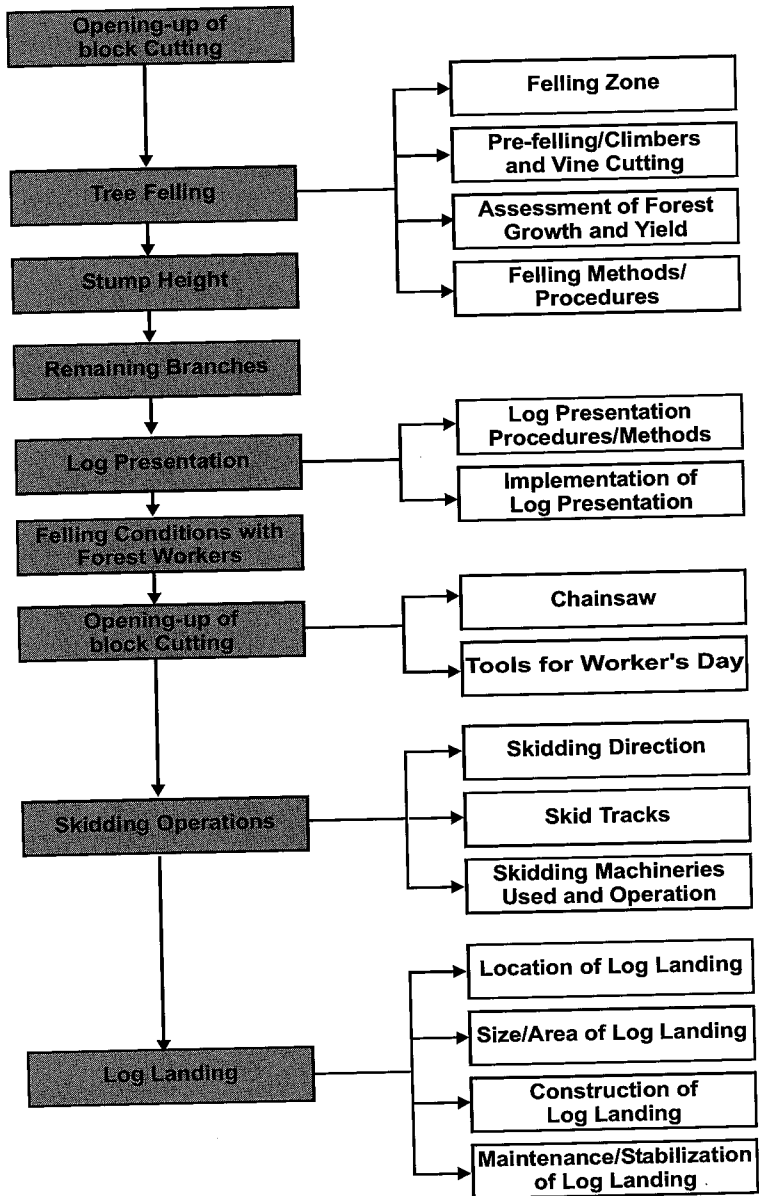 Opening-up of
block Cutting
Tree Felling
Felling Zone
Pre-felling/Climbers
and Vine Cutting
Assessment of Forest
Growth and Yield
Felling Methods/
Procedures
Stump Height
Remaining Branches
Log Presentation
Log Presentation
Procedures/Methods
Implementation of
Log Presentation
Felling Conditions with
Forest Workers
Opening-up of
block Cutting
Chainsaw
Tools for Worker's Day
Skidding Operations
Skidding Direction
Skid Tracks
Skidding Machineries
Used and Operation
Log Landing
Location of Log Landing
Size/Area of Log Landing
Construction of
Log Landing
Maintenance/Stabilization
of Log Landing